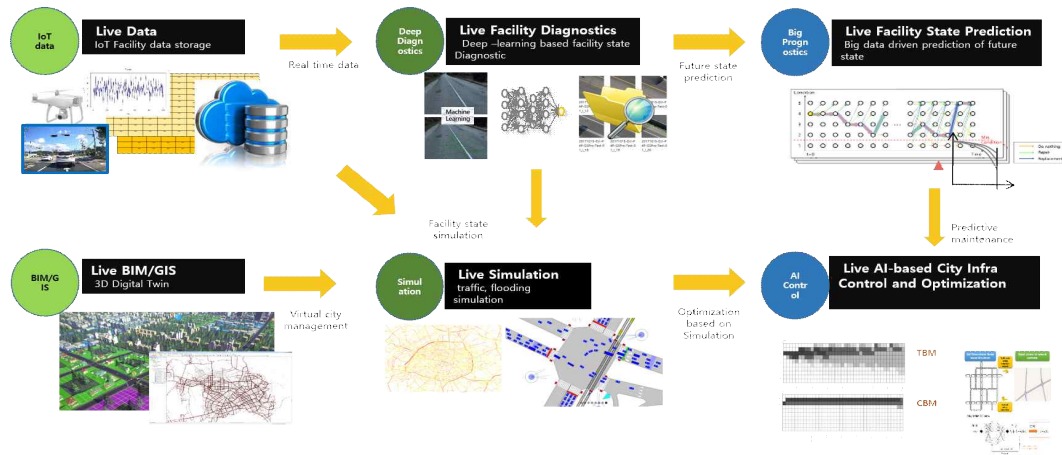 IoT
data
Live Data
IoT Facility data storage
Real time data
Deep
Diagn
ostics
Live Facility Diagnostics
Deep –learning based facility state
Diagnostic
Machine
Learning
Future state
prediction
Big
Progn
ostics
Live Facility State Prediction
Big data driven prediction of future
state
Do nothing
Repair
Replacement
Facility state
simulation
Predictive
maintenance
BIM/G
IS
Live BIM/GIS
3D Digital Twin
Virtual city
management
Simul
ation
Live Simulation
traffic, flooding
simulation
Optimization
based on
Simulation
AI
Contr
ol
Live AI-based City Infra
Control and Optimization
TBM
CBM